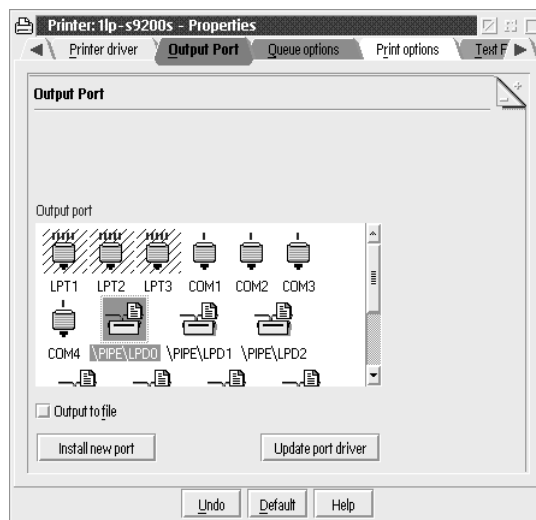 Printer: 1lp-s9200s - Properties
Printer driver Output Port Queue options Print options Text F
Output Port
Output port
LPT1 LPT2 LPT3 COM1 COM2 COM3
COM4 \PIPE\LPD0 \PIPE\LPD1 \PIPE\LPD2
Output to file
Install new port Update port driver
Undo Default Help